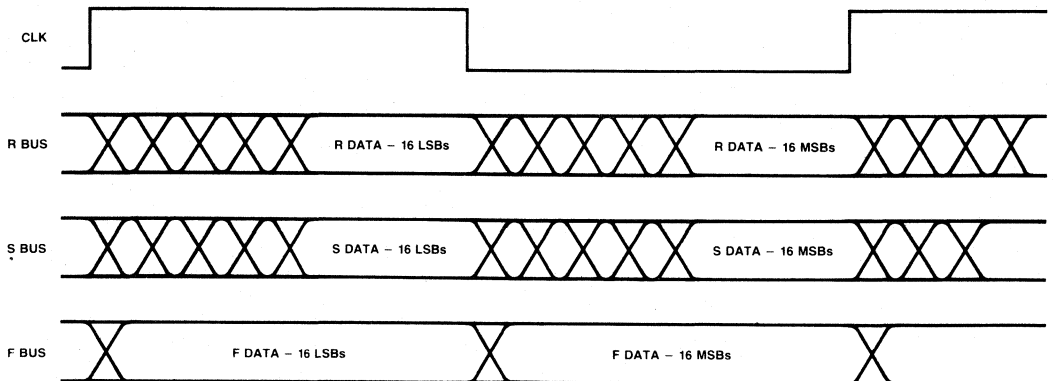 CLK
R BUS
R DATA – 16 LSBs
R DATA – 16 MSBs
S BUS
S DATA – 16 LSBs
S DATA – 16 MSBs
F BUS
F DATA – 16 LSBs
F DATA – 16 MSBs